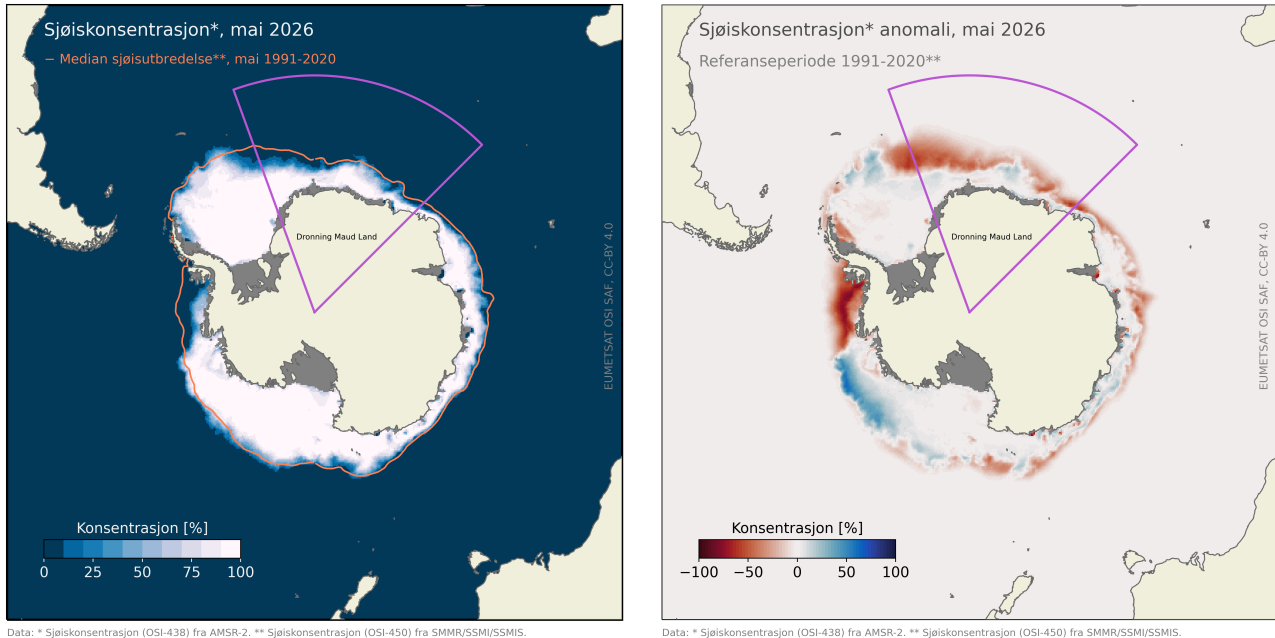 Sjøiskonsentrasjon*, mai 2026
− Median sjøisutbredelse**, mai 1991-2020
Dronning Maud Land
EUMETSAT OSI SAF, CC-BY 4.0
Konsentrasjon [%]
0 25 50 75 100
Data: * Sjøiskonsentrasjon (OSI-438) fra AMSR-2. ** Sjøiskonsentrasjon (OSI-450) fra SMMR/SSMI/SSMIS.
Sjøiskonsentrasjon* anomali, mai 2026
Referanseperiode 1991-2020**
Dronning Maud Land
EUMETSAT OSI SAF, CC-BY 4.0
Konsentrasjon [%]
−100 −50 0 50 100
Data: * Sjøiskonsentrasjon (OSI-438) fra AMSR-2. ** Sjøiskonsentrasjon (OSI-450) fra SMMR/SSMI/SSMIS.